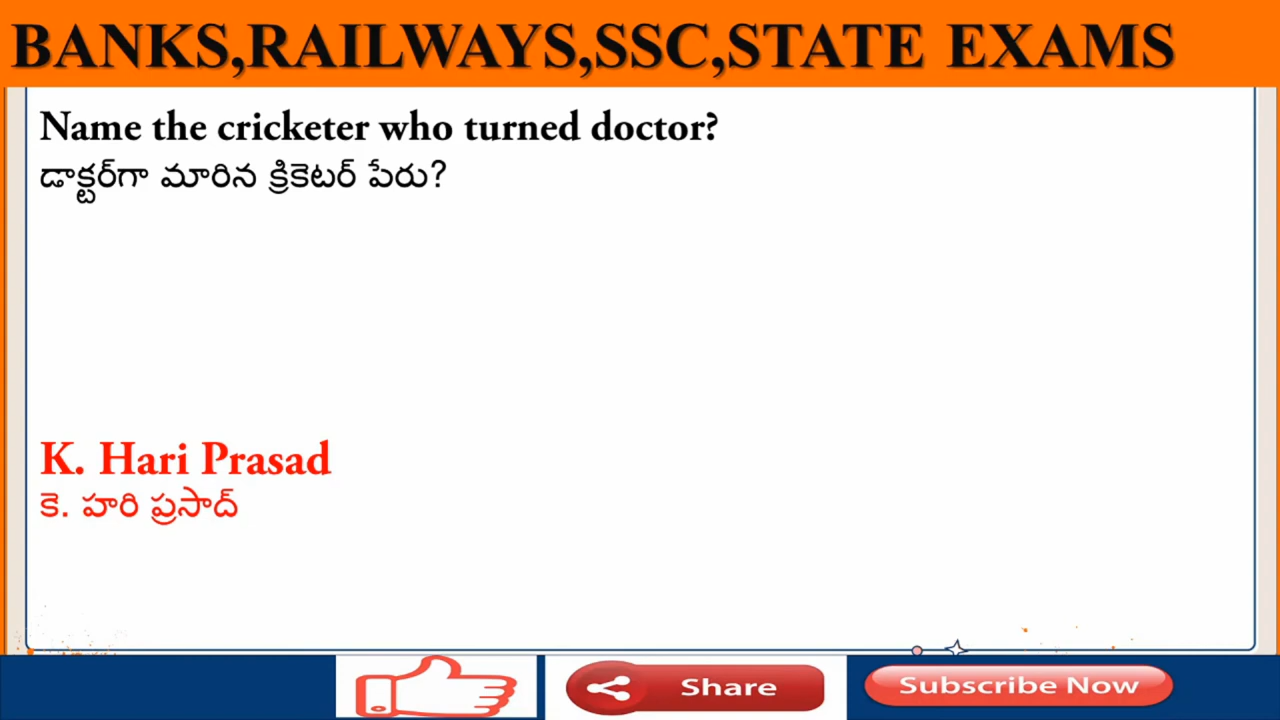 BANKS,RAILWAYS,SSC,STATE EXAMS
Name the cricketer who turned doctor?
డాక్టర్‌గా మారిన క్రికెటర్ పేరు?
K. Hari Prasad
కె. హరి ప్రసాద్
Share
Subscribe Now